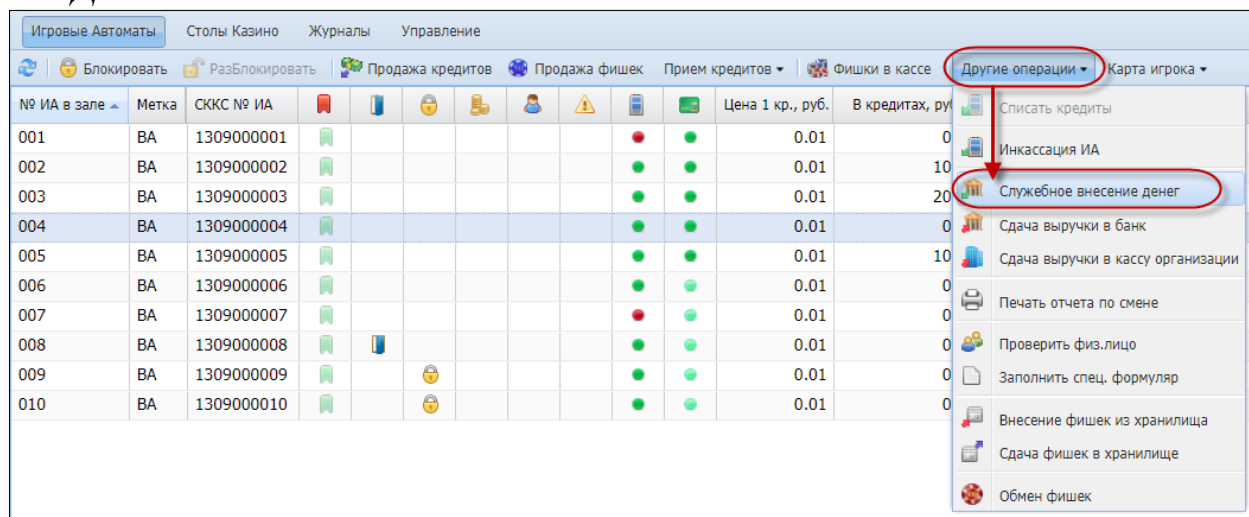 Игровые Автоматы Столы Казино Журналы Управление
Блокировать РазБлокировать Продажа кредитов Продажа фишек Прием кредитов Фишки в кассе Другие операции Карта игрока
№ ИА в зале Метка СККС № ИА Цена 1 кр., руб. В кредитах, ру
001 ВА 1309000001 0.01 0
002 ВА 1309000002 0.01 10
003 ВА 1309000003 0.01 20
004 ВА 1309000004 0.01 0
005 ВА 1309000005 0.01 10
006 ВА 1309000006 0.01 0
007 ВА 1309000007 0.01 0
008 ВА 1309000008 0.01 0
009 ВА 1309000009 0.01 0
010 ВА 1309000010 0.01 0
Списать кредиты
Инкассация ИА
Служебное внесение денег
Сдача выручки в банк
Сдача выручки в кассу организации
Печать отчета по смене
Проверить физ.лицо
Заполнить спец. формуляр
Внесение фишек из хранилища
Сдача фишек в хранилище
Обмен фишек